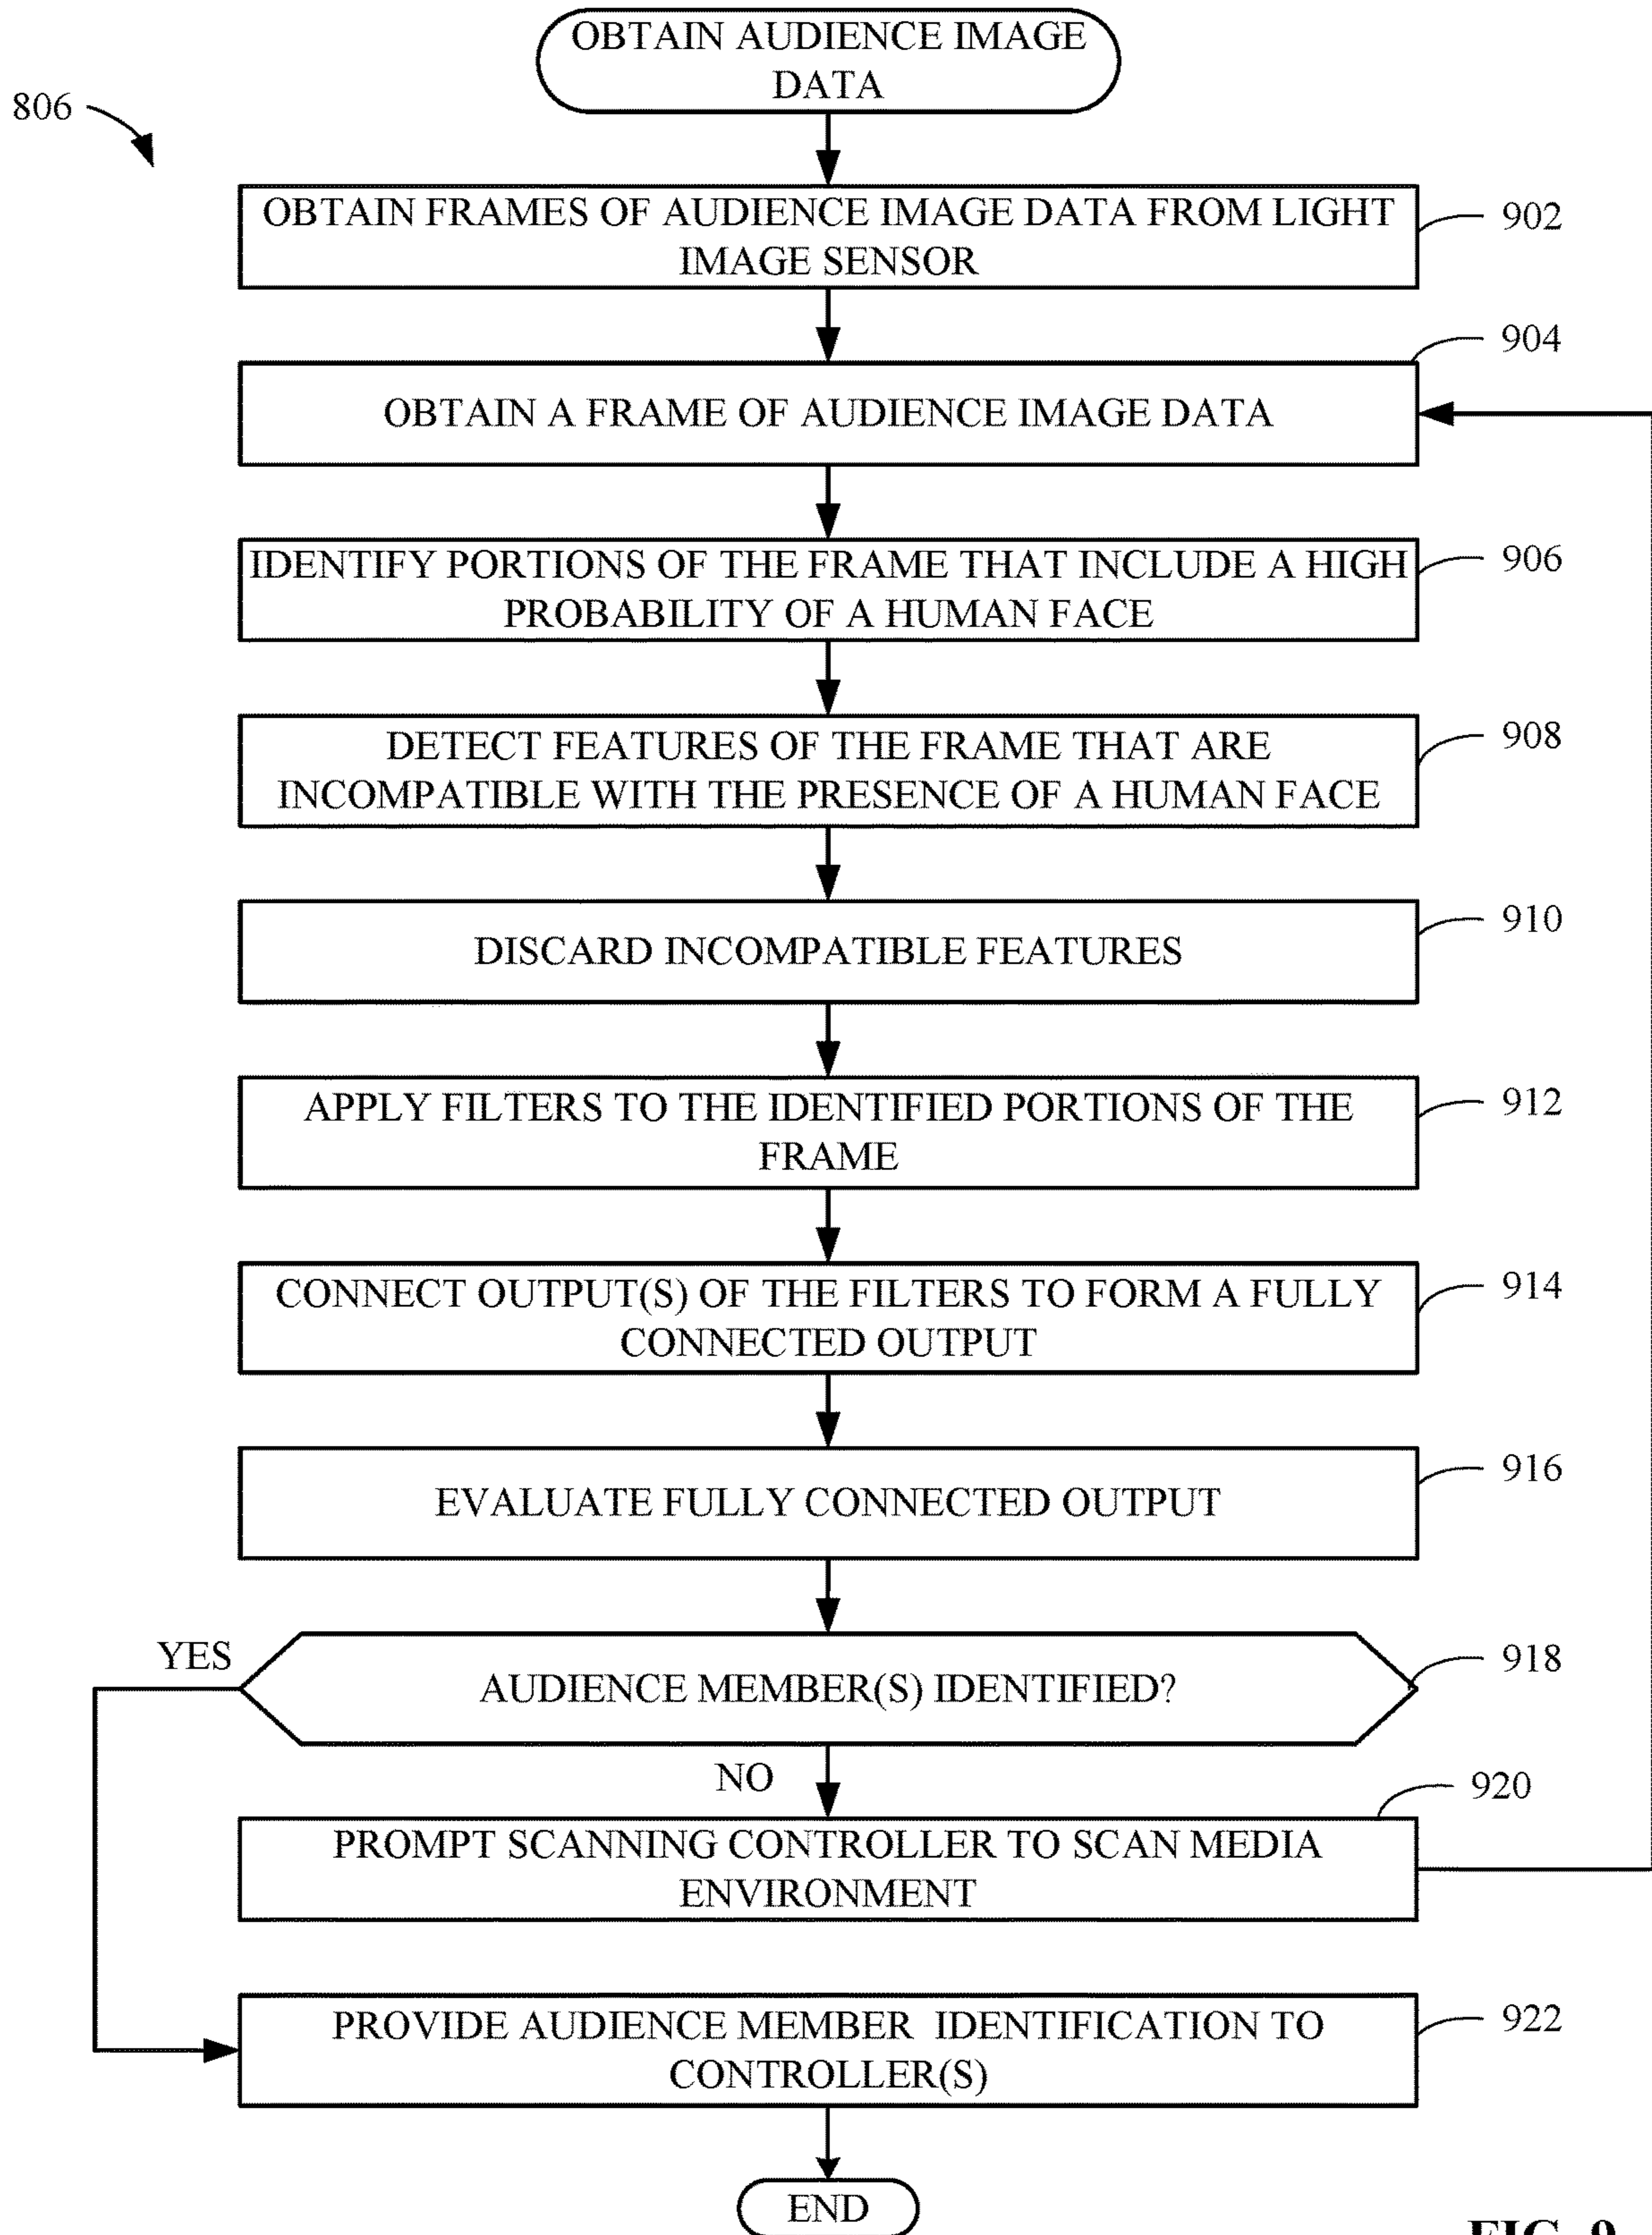 OBTAIN AUDIENCE IMAGE
DATA
806
OBTAIN FRAMES OF AUDIENCE IMAGE DATA FROM LIGHT
IMAGE SENSOR
902
904
OBTAIN A FRAME OF AUDIENCE IMAGE DATA
IDENTIFY PORTIONS OF THE FRAME THAT INCLUDE A HIGH
PROBABILITY OF A HUMAN FACE
906
DETECT FEATURES OF THE FRAME THAT ARE
INCOMPATIBLE WITH THE PRESENCE OF A HUMAN FACE
908
DISCARD INCOMPATIBLE FEATURES
910
APPLY FILTERS TO THE IDENTIFIED PORTIONS OF THE
FRAME
912
CONNECT OUTPUT(S) OF THE FILTERS TO FORM A FULLY
CONNECTED OUTPUT
914
EVALUATE FULLY CONNECTED OUTPUT
916
YES
AUDIENCE MEMBER(S) IDENTIFIED?
918
NO
920
PROMPT SCANNING CONTROLLER TO SCAN MEDIA
ENVIRONMENT
PROVIDE AUDIENCE MEMBER IDENTIFICATION TO
CONTROLLER(S)
922
END
FIG. 9